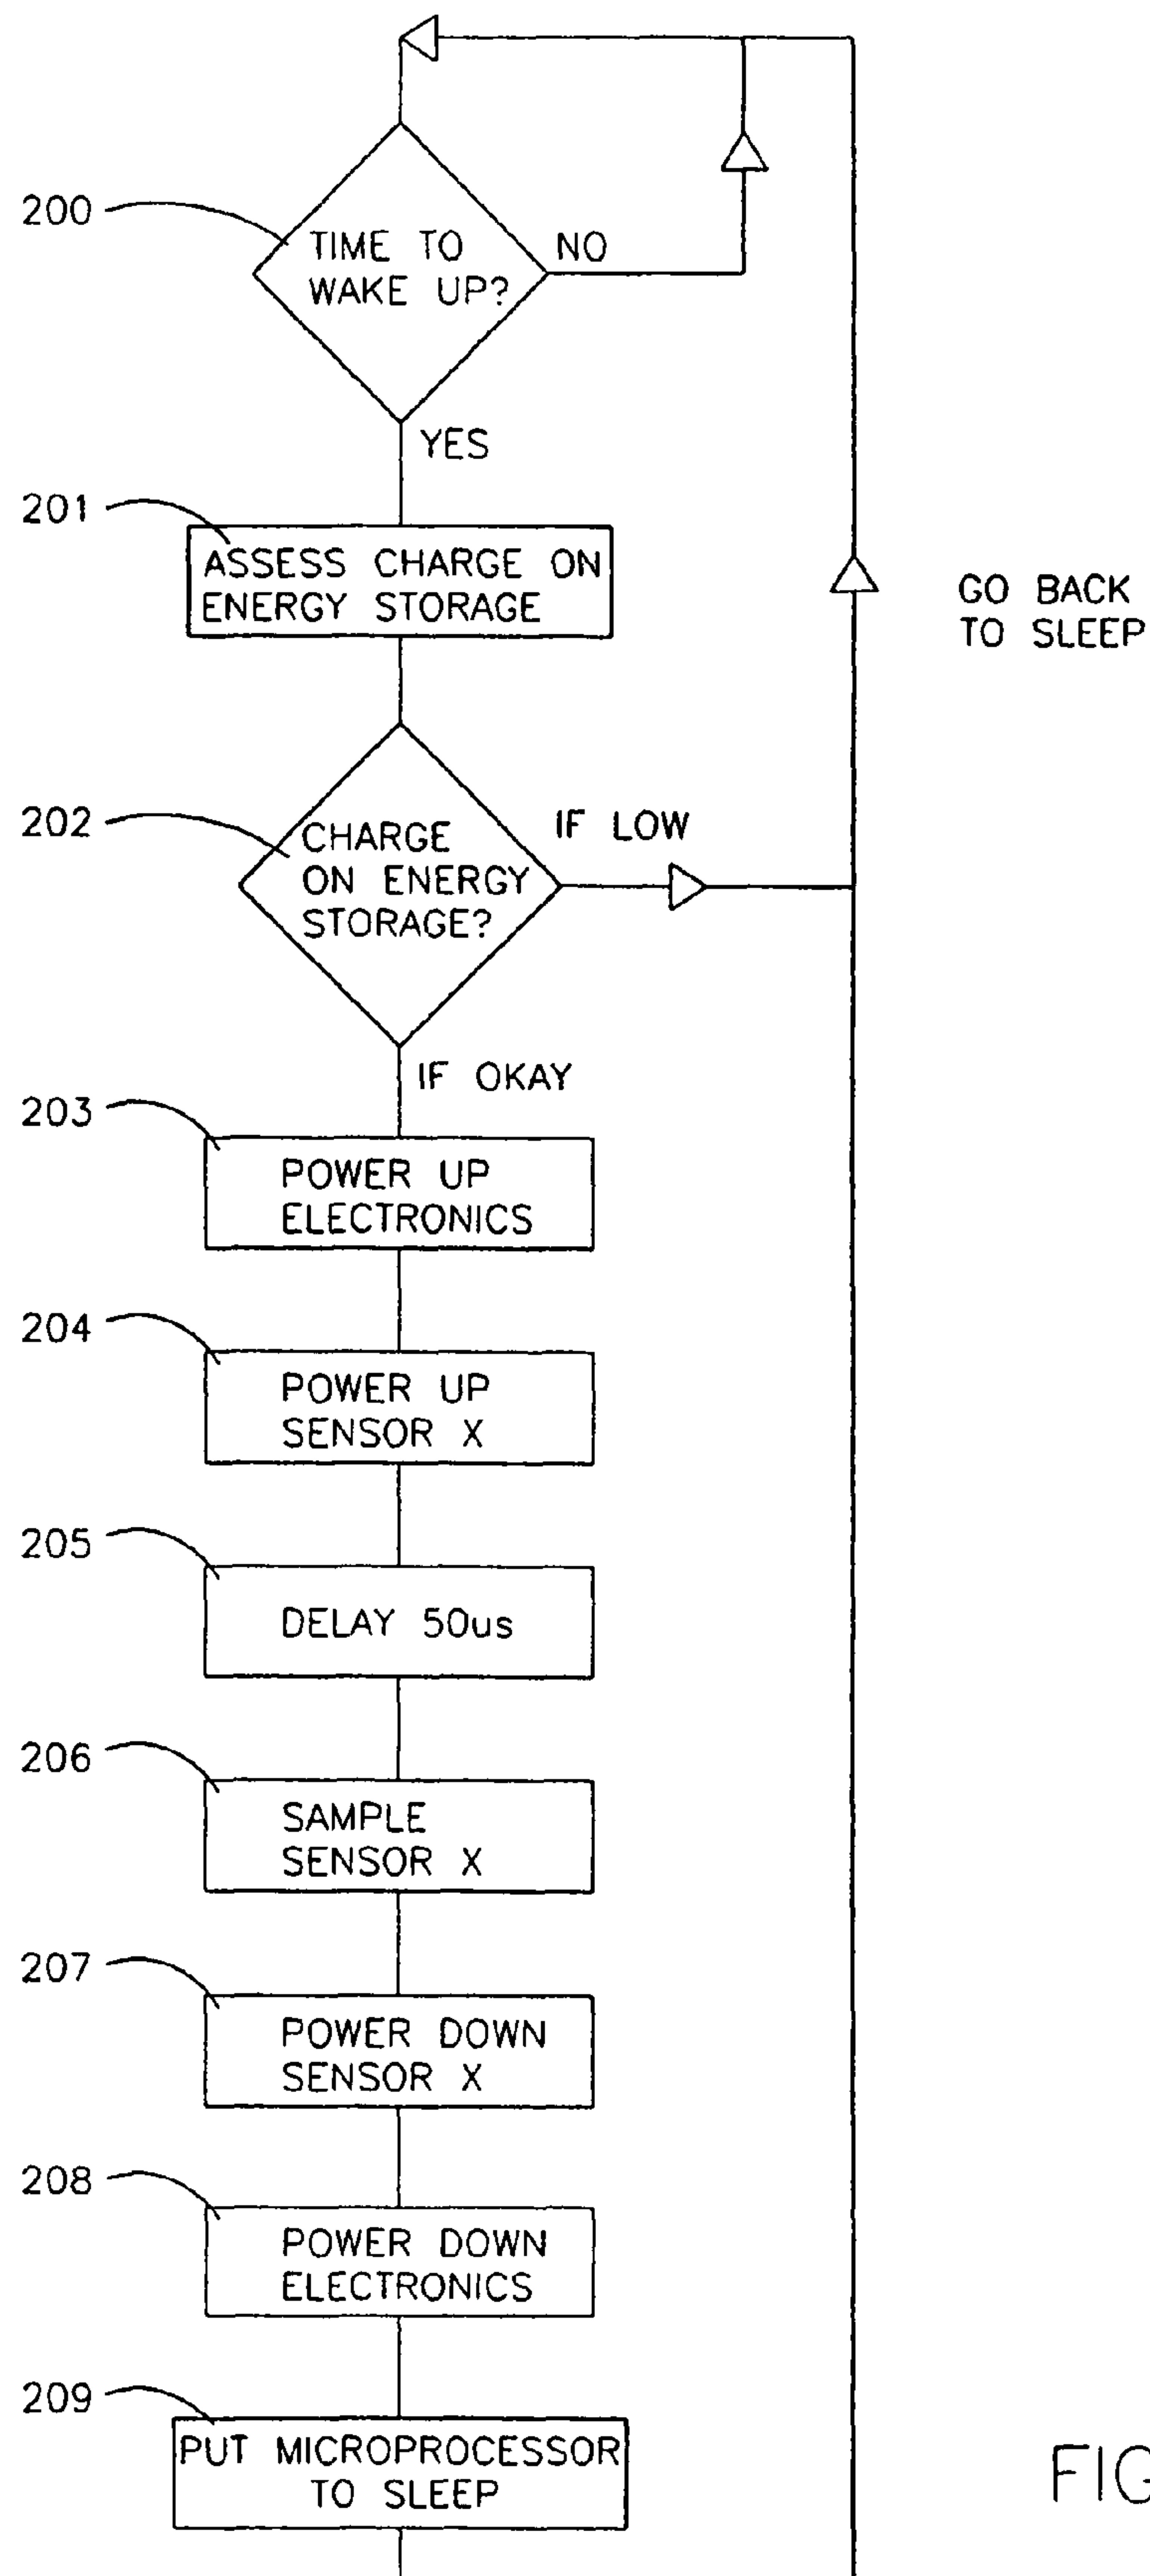 200
TIME TO
WAKE UP?
NO
YES
201
ASSESS CHARGE ON
ENERGY STORAGE
GO BACK
TO SLEEP
202
CHARGE
ON ENERGY
STORAGE?
IF LOW
IF OKAY
203
POWER UP
ELECTRONICS
204
POWER UP
SENSOR X
205
DELAY 50us
206
SAMPLE
SENSOR X
207
POWER DOWN
SENSOR X
208
POWER DOWN
ELECTRONICS
209
PUT MICROPROCESSOR
TO SLEEP
FIG